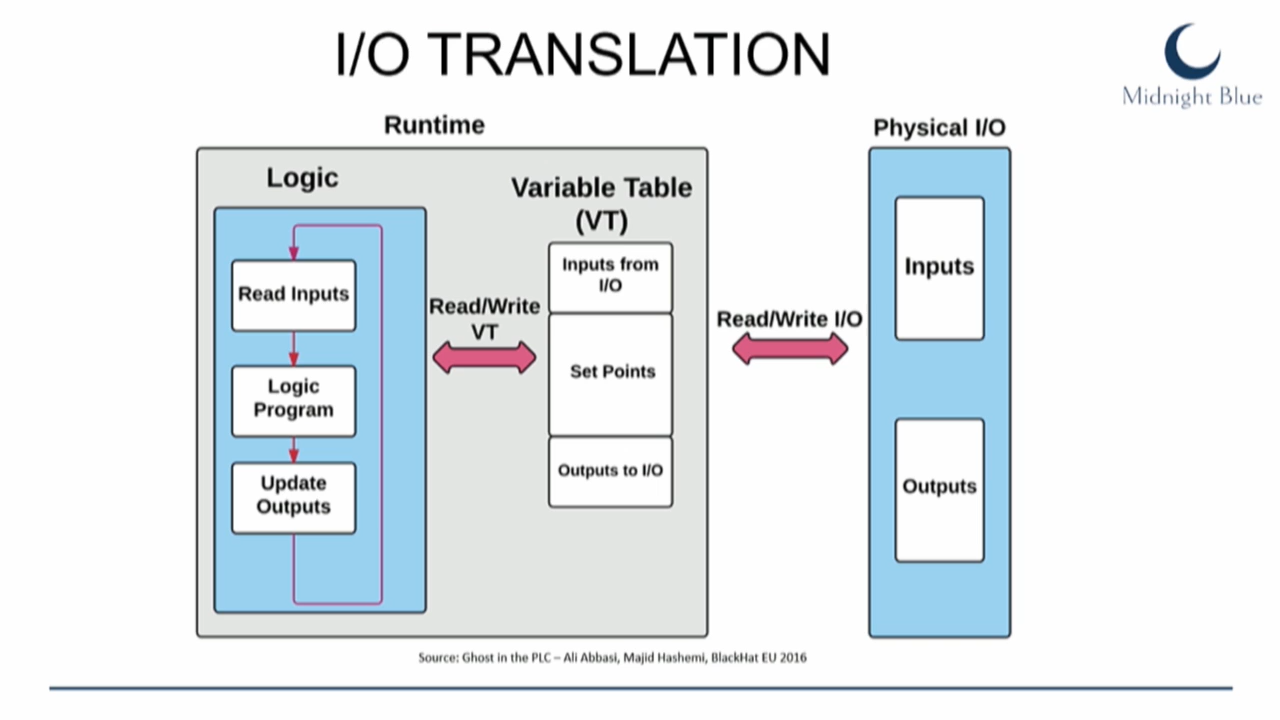 I/O TRANSLATION
Midnight Blue
Runtime
Physical I/O
Logic
Variable Table
(VT)
Read Inputs
Logic
Program
Update
Outputs
Read/Write
VT
Inputs from
I/O
Set Points
Outputs to I/O
Read/Write I/O
Inputs
Outputs
Source: Ghost in the PLC – Ali Abbasi, Majid Hashemi, BlackHat EU 2016